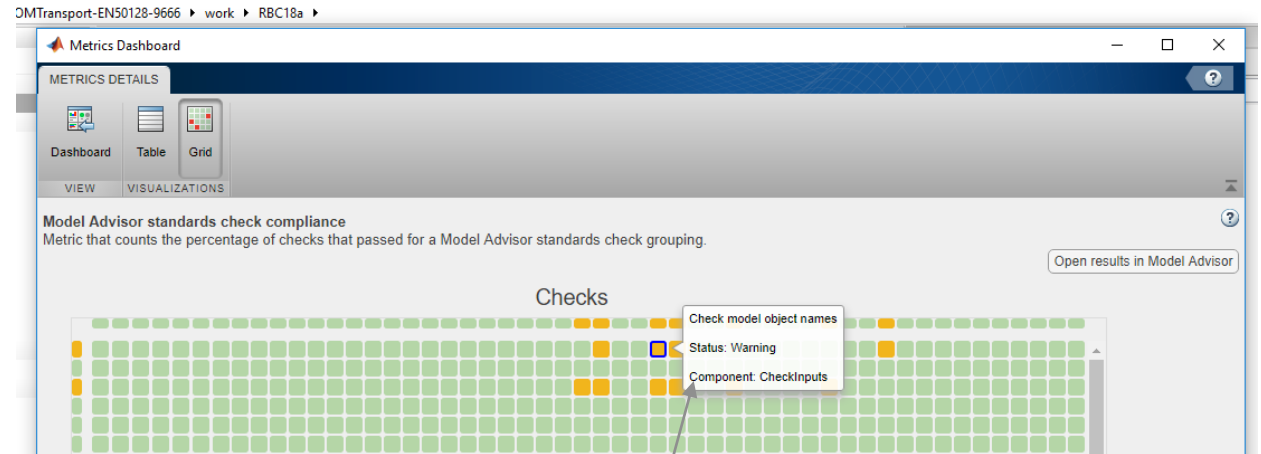 OMTransport-EN50128-9666 ▸ work ▸ RBC18a ▸
Metrics Dashboard
METRICS DETAILS
Dashboard Table Grid
VIEW VISUALIZATIONS
Model Advisor standards check compliance
Metric that counts the percentage of checks that passed for a Model Advisor standards check grouping.
Open results in Model Advisor
Checks
Check model object names
Status: Warning
Component: CheckInputs